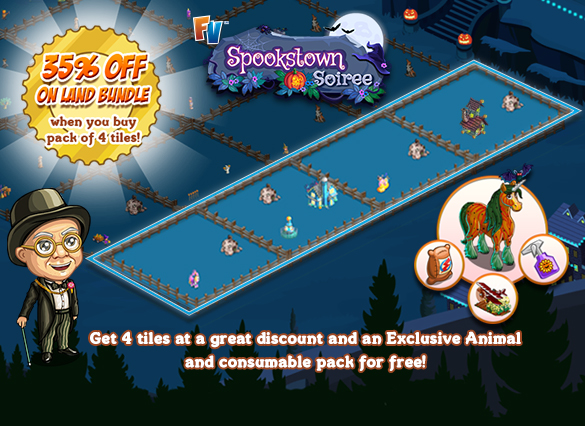 FV™
Spookstown
Soiree
35% OFF
ON LAND BUNDLE
when you buy
pack of 4 tiles!
Get 4 tiles at a great discount and an Exclusive Animal
and consumable pack for free!